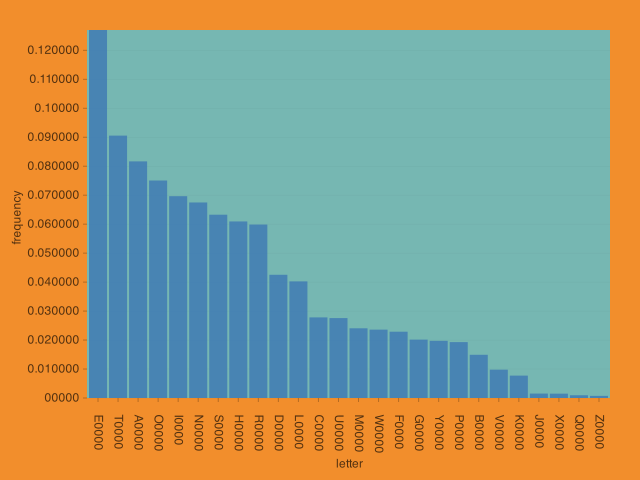 0.120000
0.110000
0.10000
0.090000
0.080000
0.070000
0.060000
0.050000
0.040000
0.030000
0.020000
0.010000
00000
frequency
E0000
T0000
A0000
O0000
I0000
N0000
S0000
H0000
R0000
D0000
L0000
C0000
U0000
M0000
W0000
F0000
G0000
Y0000
P0000
B0000
V0000
K0000
J0000
X0000
Q0000
Z0000
letter